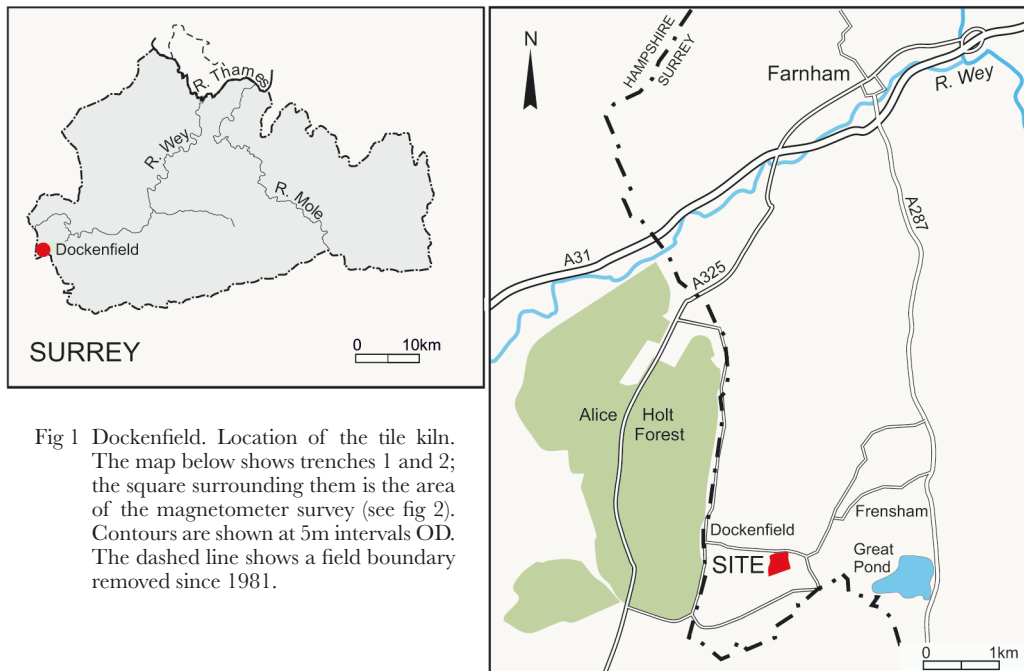 R. Thames
R. Wey
R. Mole
Dockenfield
SURREY
0 10km
Fig 1 Dockenfield. Location of the tile kiln.
The map below shows trenches 1 and 2;
the square surrounding them is the area
of the magnetometer survey (see fig 2).
Contours are shown at 5m intervals OD.
The dashed line shows a field boundary
removed since 1981.
N
HAMPSHIRE
SURREY
Farnham
R. Wey
A287
A31
A325
Alice Holt
Forest
Frensham
Dockenfield
Great
Pond
SITE
0 1km